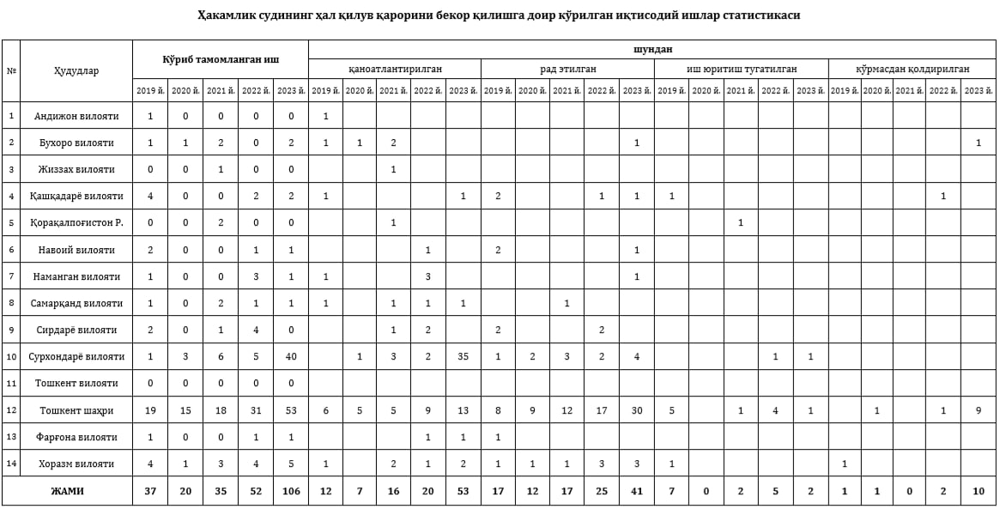 Ҳакамлик судининг ҳал қилув қарорини бекор қилишга доир кўрилган иқтисодий ишлар статистикаси
№ Ҳудудлар Кўриб тамомланган иш шундан
қаноатлантирилган рад этилган иш юритиш тугатилган кўрмасдан қолдирилган
2019 й. 2020 й. 2021 й. 2022 й. 2023 й. 2019 й. 2020 й. 2021 й. 2022 й. 2023 й. 2019 й. 2020 й. 2021 й. 2022 й. 2023 й. 2019 й. 2020 й. 2021 й. 2022 й. 2023 й. 2019 й. 2020 й. 2021 й. 2022 й. 2023 й.
1 Андижон вилояти 1 0 0 0 0 1
2 Бухоро вилояти 1 1 2 0 2 1 1 2 1 1
3 Жиззах вилояти 0 0 1 0 0 1
4 Қашқадарё вилояти 4 0 0 2 2 1 1 2 1 1 1 1
5 Қорақалпоғистон Р. 0 0 2 0 0 1 1
6 Навоий вилояти 2 0 0 1 1 1 2 1
7 Наманган вилояти 1 0 0 3 1 1 3 1
8 Самарқанд вилояти 1 0 2 1 1 1 1 1 1 1
9 Сирдарё вилояти 2 0 1 4 0 1 2 2 2
10 Сурхондарё вилояти 1 3 6 5 40 1 3 2 35 1 2 3 2 4 1 1
11 Тошкент вилояти 0 0 0 0 0
12 Тошкент шаҳри 19 15 18 31 53 6 5 5 9 13 8 9 12 17 30 5 1 4 1 1 1 9
13 Фарғона вилояти 1 0 0 1 1 1 1 1
14 Хоразм вилояти 4 1 3 4 5 1 2 1 2 1 1 1 3 3 1 1
ЖАМИ 37 20 35 52 106 12 7 16 20 53 17 12 17 25 41 7 0 2 5 2 1 1 0 2 10